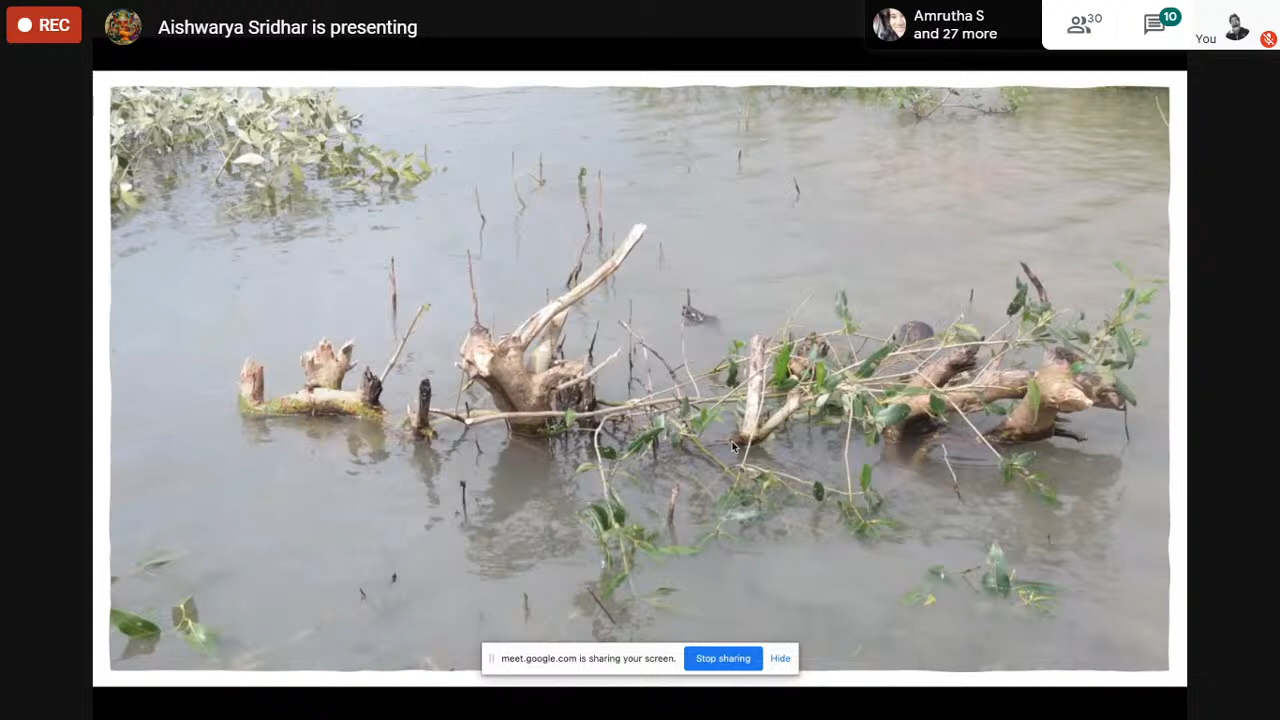 REC
Aishwarya Sridhar is presenting
Amrutha S
and 27 more
30
10
You
meet.google.com is sharing your screen.
Stop sharing
Hide